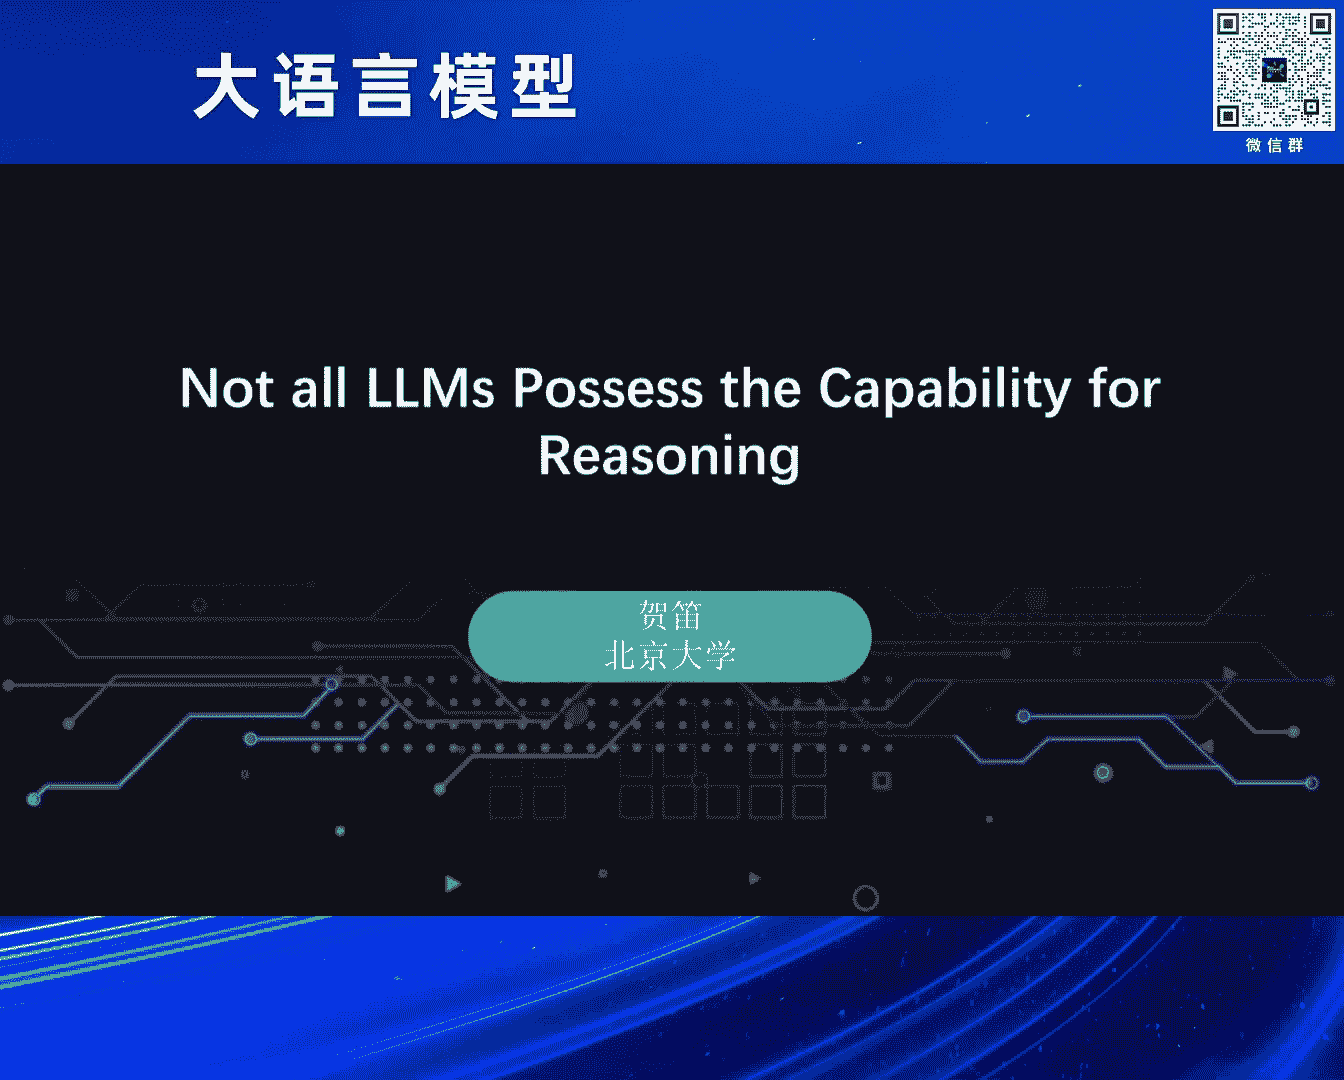 大语言模型
微信群
Not all LLMs Possess the Capability for
Reasoning
贺笛
北京大学